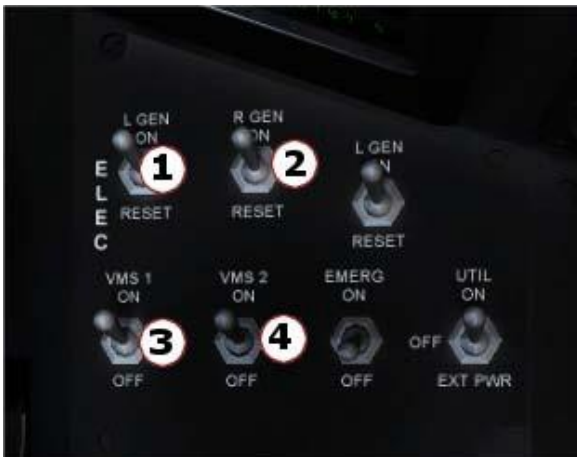 L GEN
ON
RESET
1
R GEN
ON
RESET
2
L GEN
RESET
ELEC
VMS 1
ON
OFF
3
VMS 2
ON
OFF
4
EMERG
ON
OFF
UTIL
ON
OFF
EXT PWR